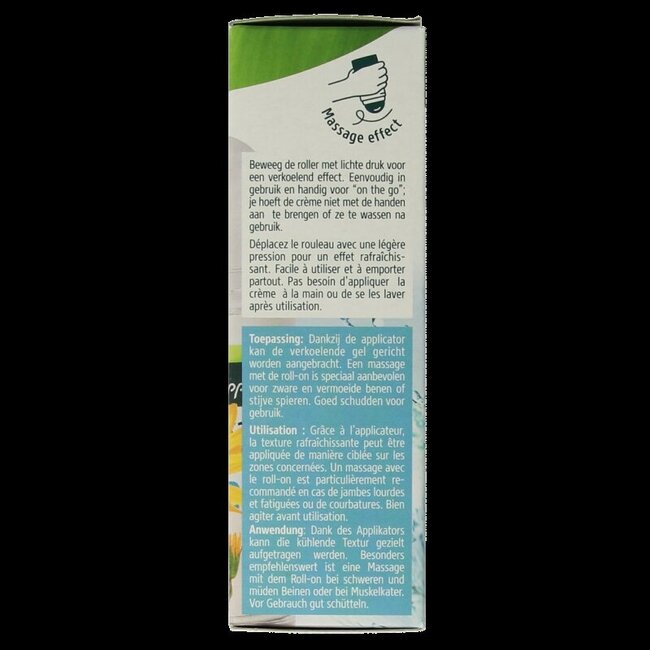 Massage effect
Beweeg de roller met lichte druk voor
een verkoelend effect. Eenvoudig in
gebruik en handig voor “on the go”;
je hoeft de crème niet met de handen
aan te brengen of ze te wassen na
gebruik.
Déplacez le rouleau avec une légère
pression pour un effet rafraîchis-
sant. Facile à utiliser et à emporter
partout. Pas besoin d'appliquer la
crème à la main ou de se les laver
après utilisation.
Toepassing: Dankzij de applicator
kan de verkoelende gel gericht
worden aangebracht. Een massage
met de roll-on is speciaal aanbevolen
voor zware en vermoeide benen of
stijve spieren. Goed schudden voor
gebruik.
Utilisation : Grâce à l'applicateur,
la texture rafraîchissante peut être
appliquée de manière ciblée sur les
zones concernées. Un massage avec
le roll-on est particulièrement re-
commandé en cas de jambes lourdes
et fatiguées ou de courbatures. Bien
agiter avant utilisation.
Anwendung: Dank des Applikators
kann die kühlende Textur gezielt
aufgetragen werden. Besonders
empfehlenswert ist eine Massage
mit dem Roll-on bei schweren und
müden Beinen oder bei Muskelkater.
Vor Gebrauch gut schütteln.